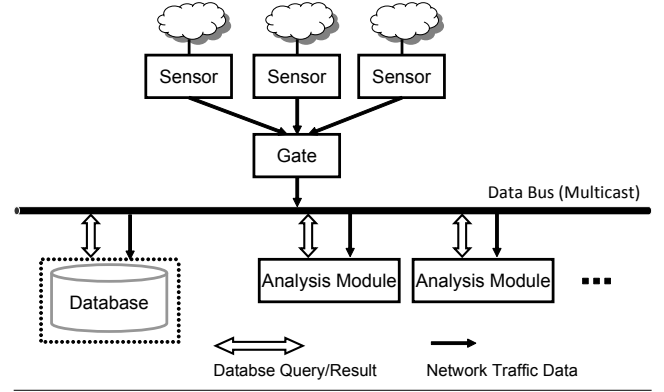 Sensor Sensor Sensor
Gate
Data Bus (Multicast)
Database
Analysis Module Analysis Module
Databse Query/Result Network Traffic Data